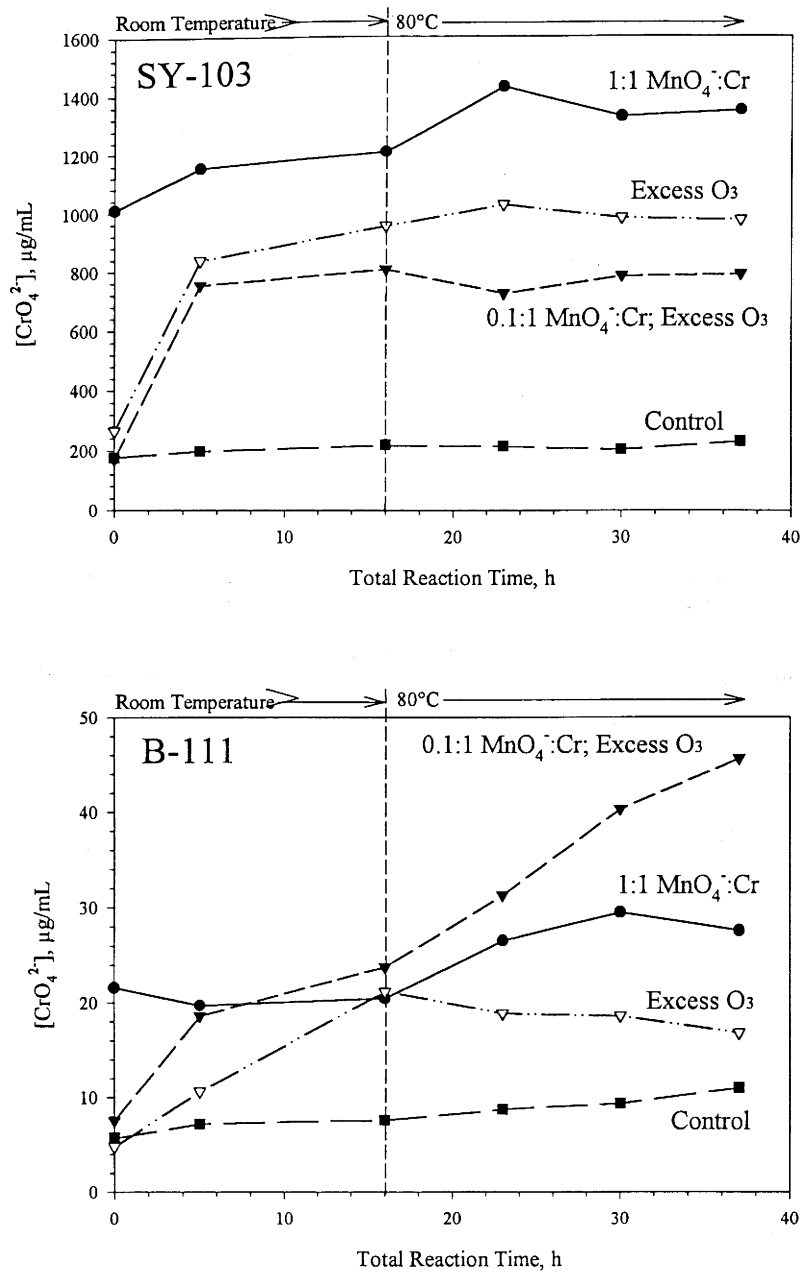 Room Temperature 80°C
SY-103
1:1 MnO₄⁻:Cr
Excess O₃
0.1:1 MnO₄⁻:Cr; Excess O₃
Control
[CrO₄²⁻], µg/mL
1600
1400
1200
1000
800
600
400
200
0
0 10 20 30 40
Total Reaction Time, h
Room Temperature 80°C
B-111
0.1:1 MnO₄⁻:Cr; Excess O₃
1:1 MnO₄⁻:Cr
Excess O₃
Control
[CrO₄²⁻], µg/mL
50
40
30
20
10
0
0 10 20 30 40
Total Reaction Time, h